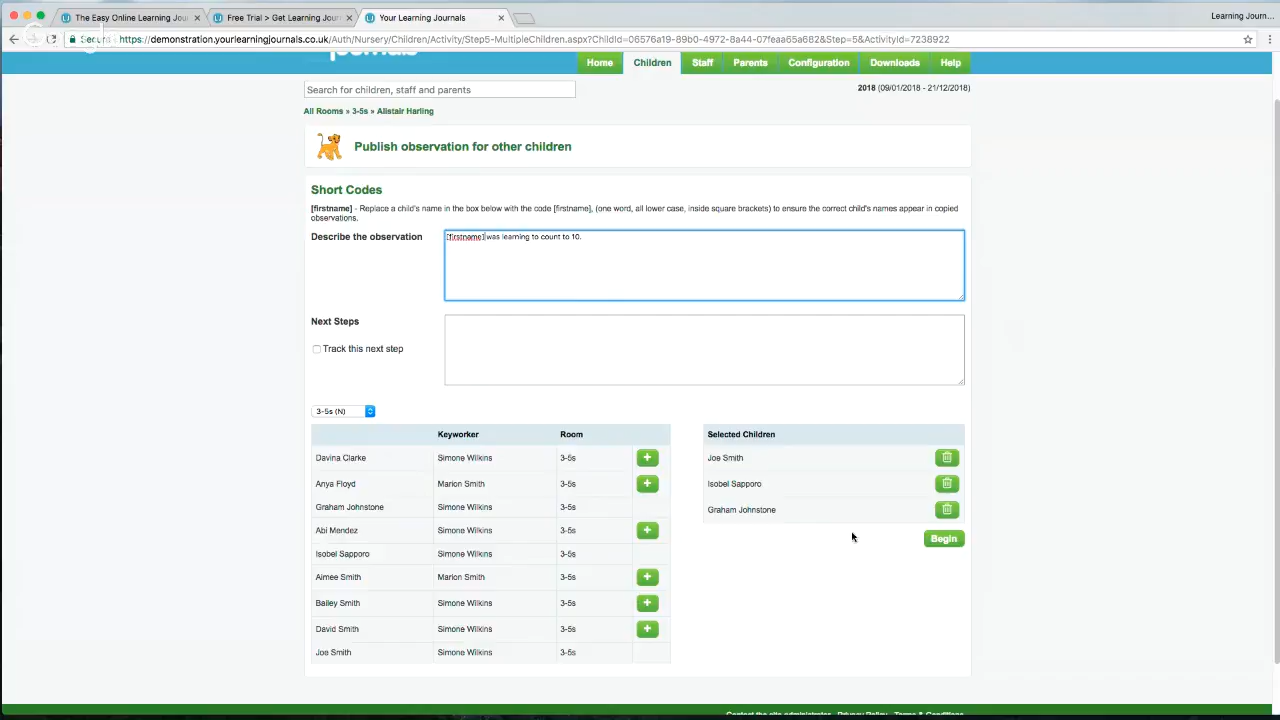 The Easy Online Learning Jou
Free Trial > Get Learning Jour
Your Learning Journals
Learning Journ...
https://demonstration.yourlearningjournals.co.uk/Auth/Nursery/Children/Activity/Step5-MultipleChildren.aspx?ChildId=06576a19-89b0-4972-8a44-07feaa65a832&Step=5&ActivityId=7238922
Home
Children
Staff
Parents
Configuration
Downloads
Help
Search for children, staff and parents
2018 (09/01/2018 - 21/12/2018)
All Rooms » 3-5s » Alistair Harling
Publish observation for other children
Short Codes
[firstname] - Replace a child's name in the box below with the code [firstname], (one word, all lower case, inside square brackets) to ensure the correct child's names appear in copied
observations.
Describe the observation
[firstname] was learning to count to 10.
Next Steps
Track this next step
3-5s (N)
Keyworker Room
Davina Clarke Simone Wilkins 3-5s +
Anya Floyd Marion Smith 3-5s +
Graham Johnstone Simone Wilkins 3-5s
Abi Mendez Simone Wilkins 3-5s +
Isobel Sapporo Simone Wilkins 3-5s
Aimee Smith Marion Smith 3-5s +
Bailey Smith Simone Wilkins 3-5s +
David Smith Simone Wilkins 3-5s +
Joe Smith Simone Wilkins 3-5s
Selected Children
Joe Smith
Isobel Sapporo
Graham Johnstone
Begin
Contact the site administrator Privacy Policy Terms & Conditions